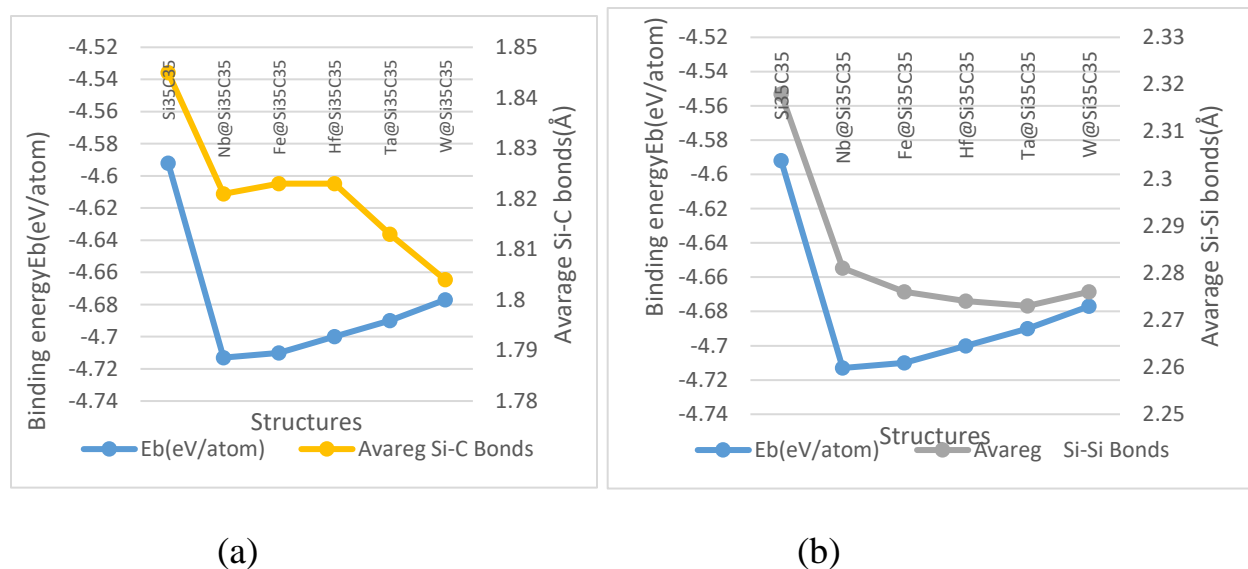 Binding energyEb(eV/atom)
-4.52
-4.54
-4.56
-4.58
-4.6
-4.62
-4.64
-4.66
-4.68
-4.7
-4.72
-4.74
Si35C35
Nb@Si35C35
Fe@Si35C35
Hf@Si35C35
Ta@Si35C35
W@Si35C35
1.85
1.84
1.84
1.83
1.82
1.81
1.8
1.79
1.78
Avarage Si-C bonds(Å)
Structures
Eb(eV/atom)
Avareg Si-C Bonds
(a)
Binding energyEb(eV/atom)
-4.52
-4.54
-4.56
-4.58
-4.6
-4.62
-4.64
-4.66
-4.68
-4.7
-4.72
-4.74
Si35C35
Nb@Si35C35
Fe@Si35C35
Hf@Si35C35
Ta@Si35C35
W@Si35C35
2.33
2.32
2.31
2.3
2.29
2.28
2.27
2.26
2.25
Avarage Si-Si bonds(Å)
Structures
Eb(eV/atom)
Avareg Si-Si Bonds
(b)